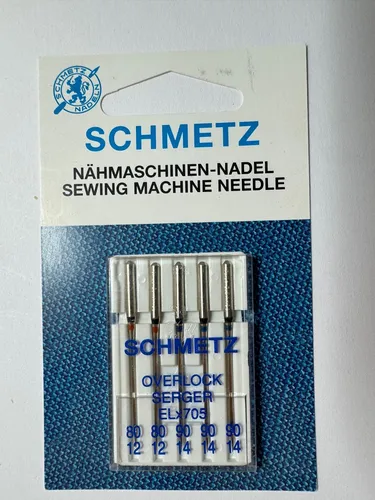 SCHMETZ
NADELN
SCHMETZ
NÄHMASCHINEN-NADEL
SEWING MACHINE NEEDLE
SCHMETZ
OVERLOCK
SERGER
ELx705
80 80 90 90 90
12 12 14 14 14